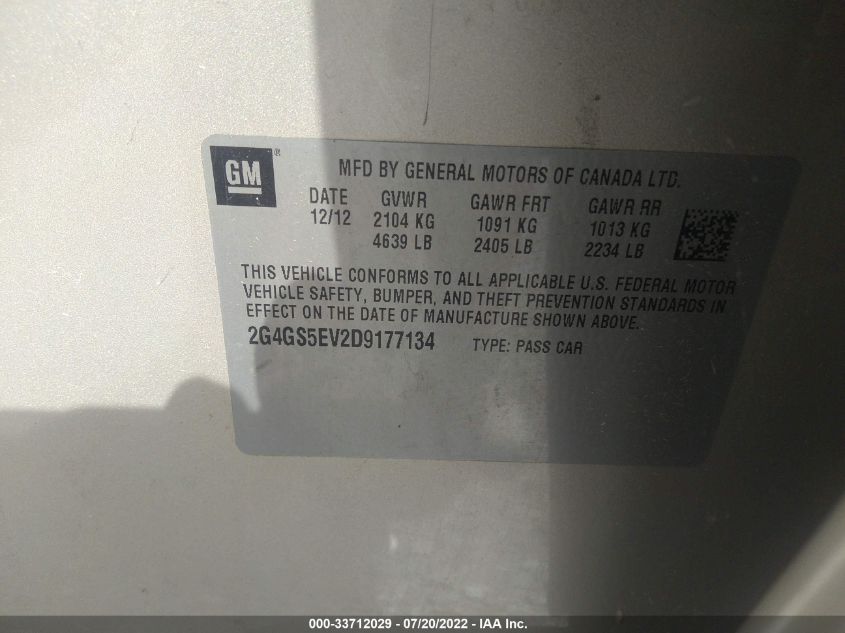 GM®
MFD BY GENERAL MOTORS OF CANADA LTD.
DATE GVWR GAWR FRT GAWR RR
12/12 2104 KG 1091 KG 1013 KG
4639 LB 2405 LB 2234 LB
THIS VEHICLE CONFORMS TO ALL APPLICABLE U.S. FEDERAL MOTOR
VEHICLE SAFETY, BUMPER, AND THEFT PREVENTION STANDARDS IN
EFFECT ON THE DATE OF MANUFACTURE SHOWN ABOVE.
2G4GS5EV2D9177134 TYPE: PASS CAR
000-33712029 - 07/20/2022 - IAA Inc.